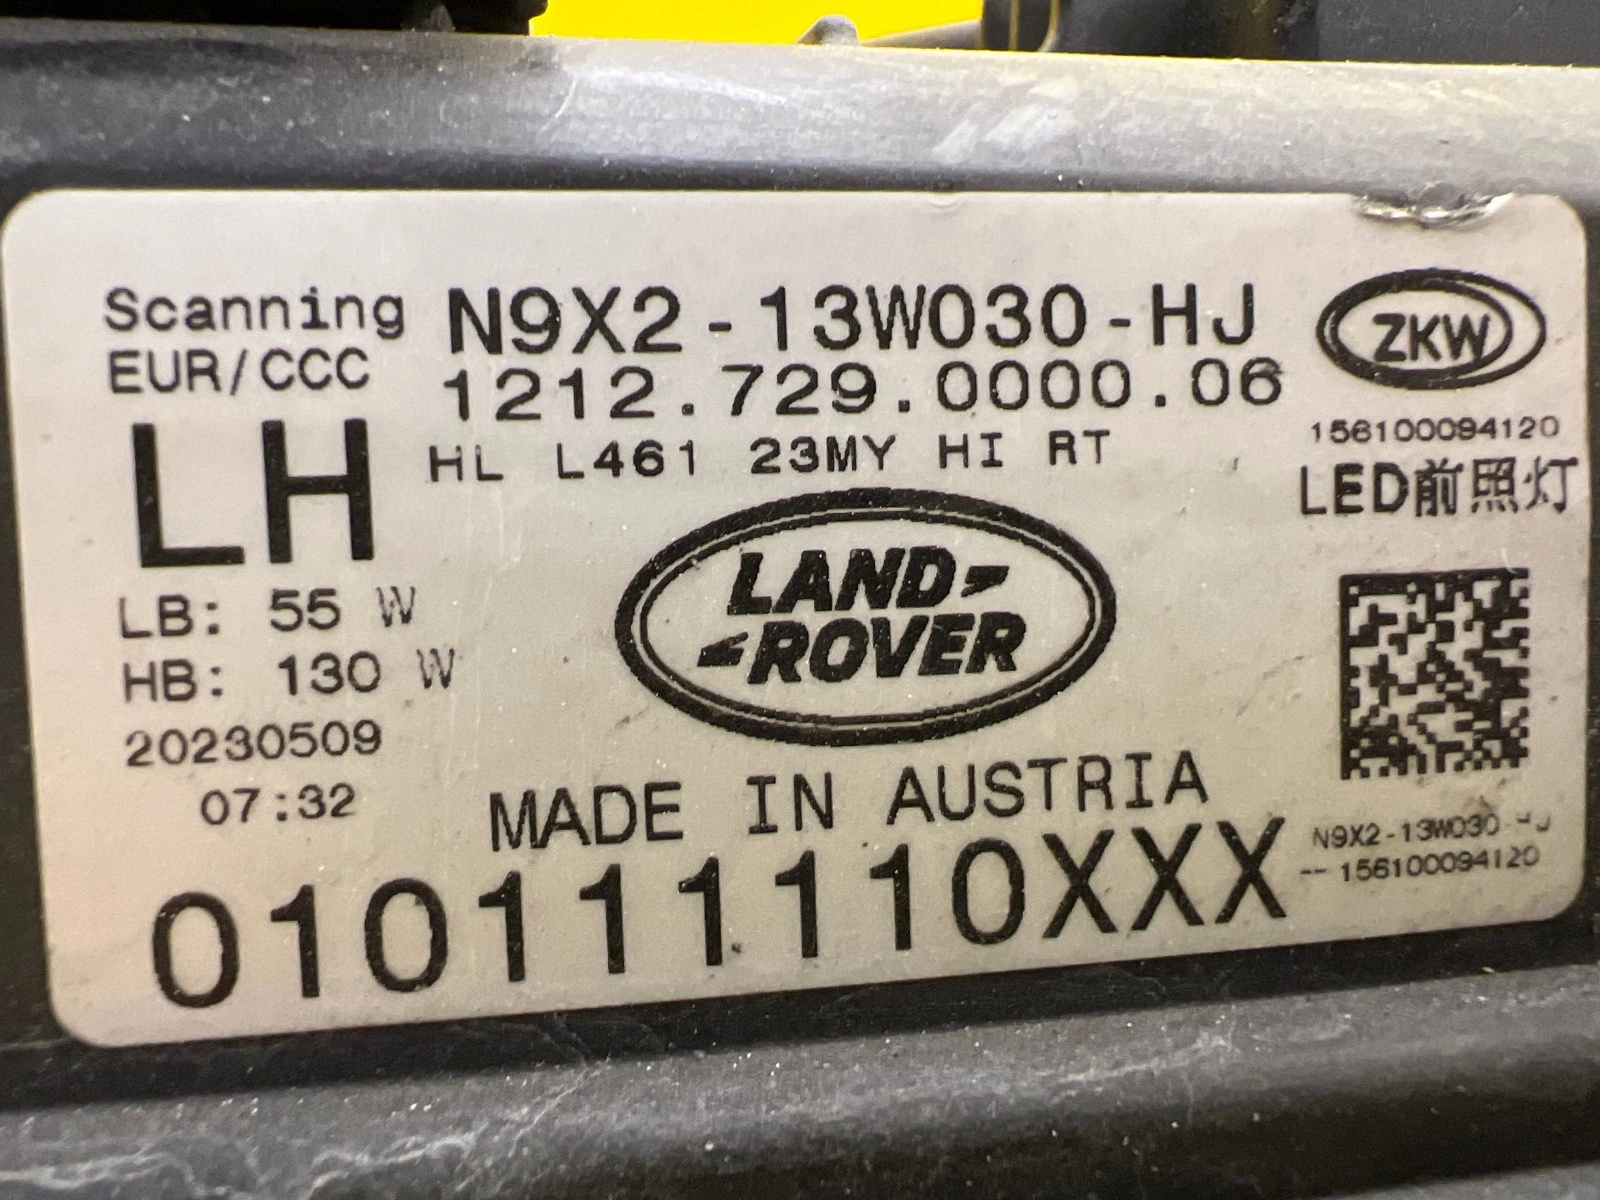 Scanning N9X2-13W030-HJ
EUR/CCC 1212.729.0000.06
ZKW
LH
HL L461 23MY HI RT
156100094120
LED前照灯
LAND
ROVER
LB: 55 W
HB: 130 W
20230509
07:32
MADE IN AUSTRIA
010111110XXX
N9X2-13W030-HJ
--156100094120